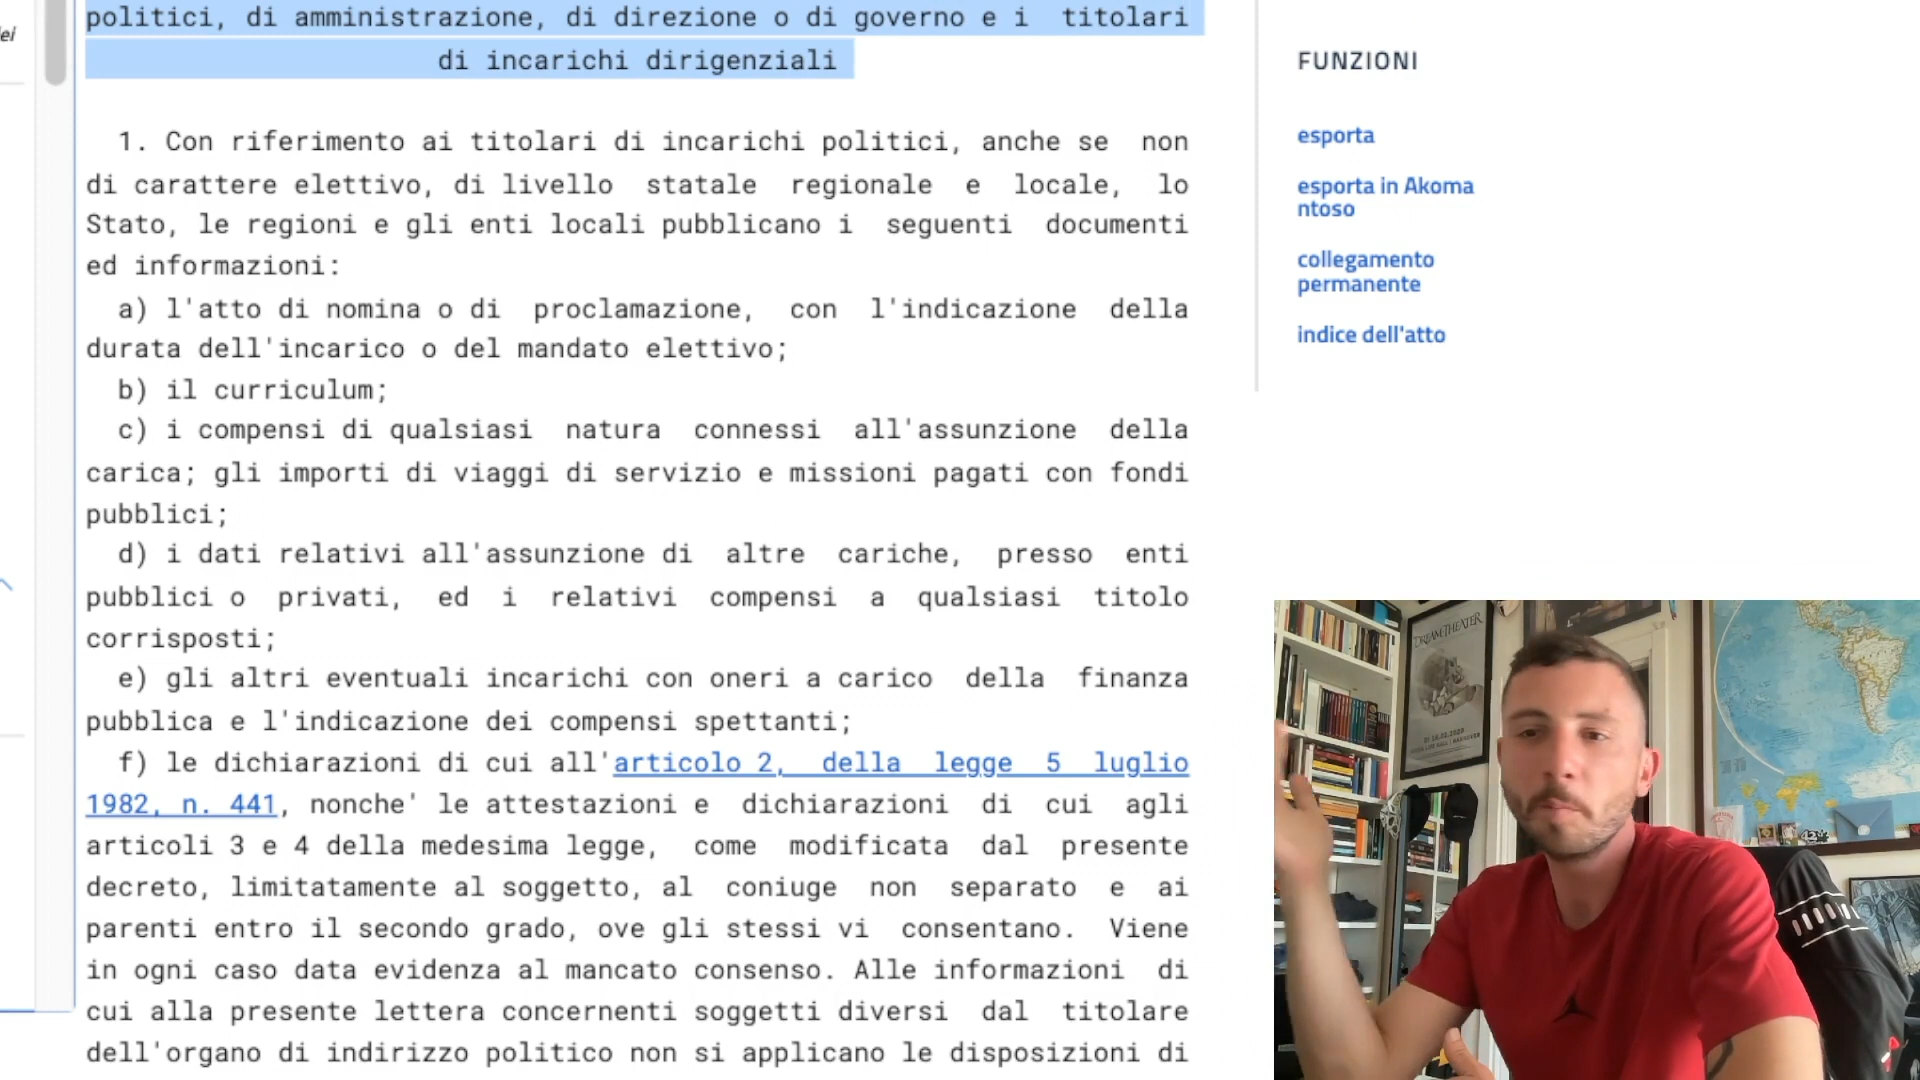 ei
politici, di amministrazione, di direzione o di governo e i titolari
di incarichi dirigenziali
1. Con riferimento ai titolari di incarichi politici, anche se non
di carattere elettivo, di livello statale regionale e locale, lo
Stato, le regioni e gli enti locali pubblicano i seguenti documenti
ed informazioni:
a) l'atto di nomina o di proclamazione, con l'indicazione della
durata dell'incarico o del mandato elettivo;
b) il curriculum;
c) i compensi di qualsiasi natura connessi all'assunzione della
carica; gli importi di viaggi di servizio e missioni pagati con fondi
pubblici;
d) i dati relativi all'assunzione di altre cariche, presso enti
pubblici o privati, ed i relativi compensi a qualsiasi titolo
corrisposti;
e) gli altri eventuali incarichi con oneri a carico della finanza
pubblica e l'indicazione dei compensi spettanti;
f) le dichiarazioni di cui all'articolo 2, della legge 5 luglio
1982, n. 441, nonche' le attestazioni e dichiarazioni di cui agli
articoli 3 e 4 della medesima legge, come modificata dal presente
decreto, limitatamente al soggetto, al coniuge non separato e ai
parenti entro il secondo grado, ove gli stessi vi consentano. Viene
in ogni caso data evidenza al mancato consenso. Alle informazioni di
cui alla presente lettera concernenti soggetti diversi dal titolare
dell'organo di indirizzo politico non si applicano le disposizioni di
FUNZIONI
esporta
esporta in Akoma
ntoso
collegamento
permanente
indice dell'atto
DREAM THEATER